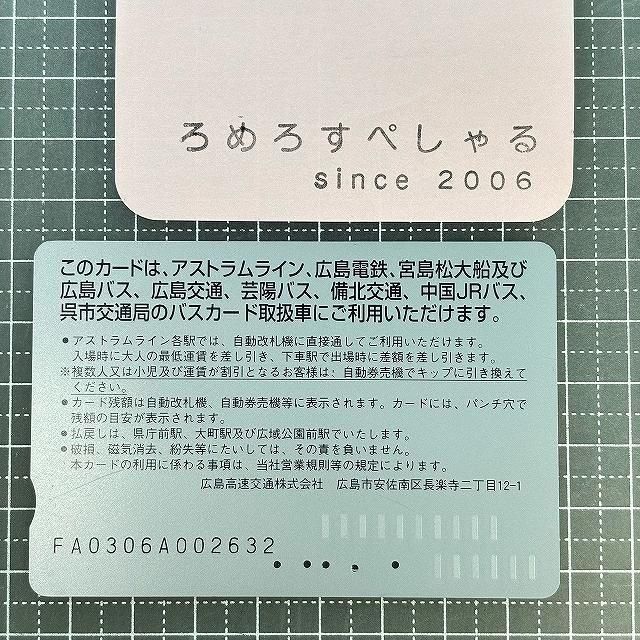 ろめろすぺしゃる
since 2006
このカードは、アストラムライン、広島電鉄、宮島松大船及び
広島バス、広島交通、芸陽バス、備北交通、中国JRバス、
呉市交通局のバスカード取扱車にご利用いただけます。
●アストラムライン各駅では、自動改札機に直接通してご利用いただけます。
入場時に大人の最低運賃を差し引き、下車駅で出場時に差額を差し引きます。
※複数人又は小児及び運賃が割引となるお客様は、自動券売機でキップに引き換えて
ください。
●カード残額は自動改札機、自動券売機等に表示されます。カードには、パンチ穴で
残額の目安が表示されます。
●払戻しは、県庁前駅、大町駅及び広域公園前駅でいたします。
●破損、磁気消去、紛失等にたいしては、その責を負いません。
本カードの利用に係わる事項は、当社営業規則等の規定によります。
広島高速交通株式会社 広島市安佐南区長楽寺二丁目12-1
FA0306A002632